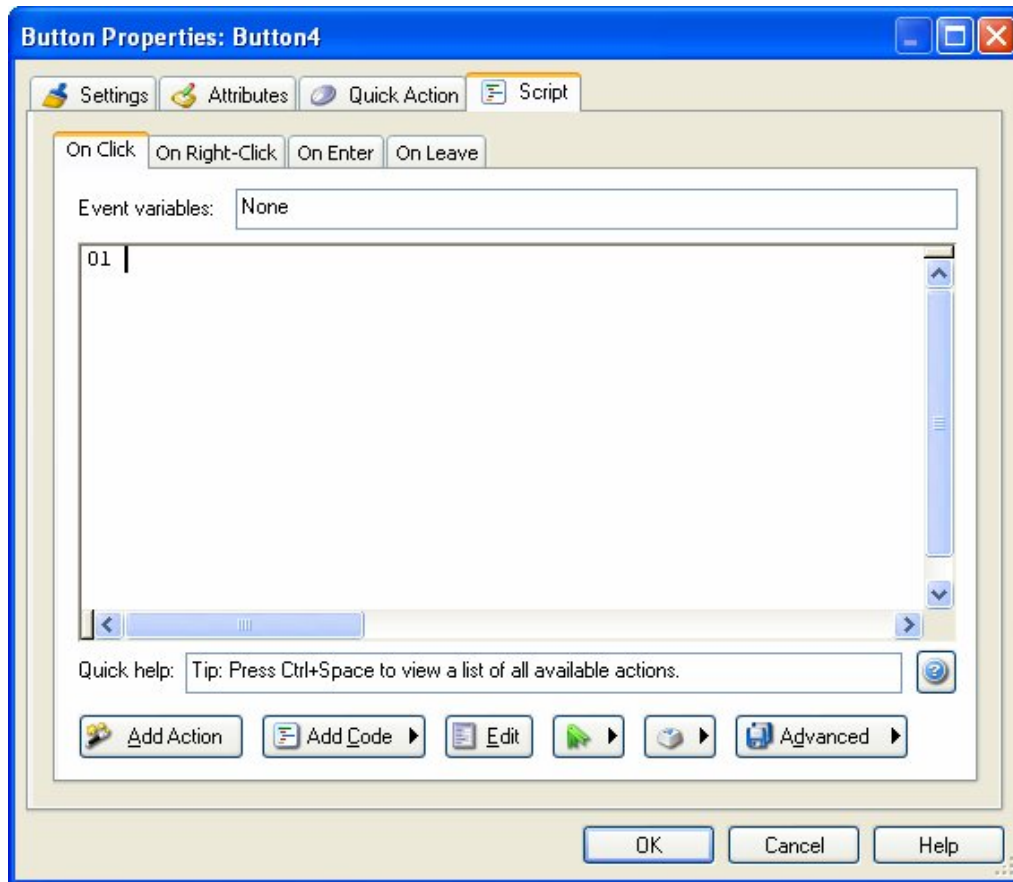 Button Properties: Button4
Settings Attributes Quick Action Script
On Click On Right-Click On Enter On Leave
Event variables: None
01
Quick help: Tip: Press Ctrl+Space to view a list of all available actions.
Add Action Add Code Edit Advanced
OK Cancel Help